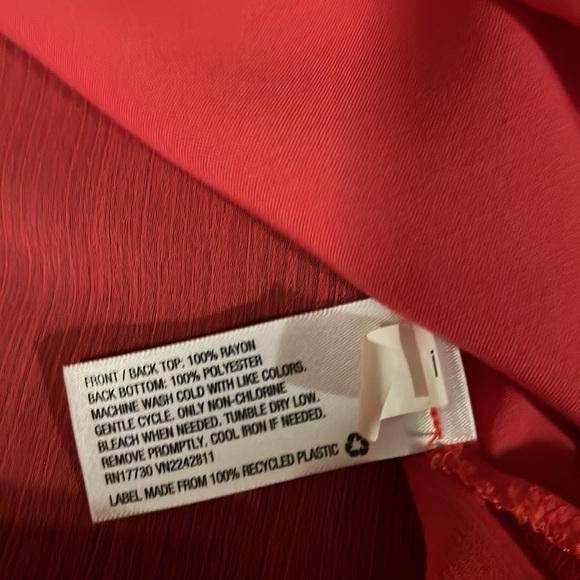 FRONT / BACK TOP: 100% RAYON
BACK BOTTOM: 100% POLYESTER
MACHINE WASH COLD WITH LIKE COLORS.
GENTLE CYCLE. ONLY NON-CHLORINE
BLEACH WHEN NEEDED. TUMBLE DRY LOW.
REMOVE PROMPTLY. COOL IRON IF NEEDED.
RN17730 VN2242811
LABEL MADE FROM 100% RECYCLED PLASTIC